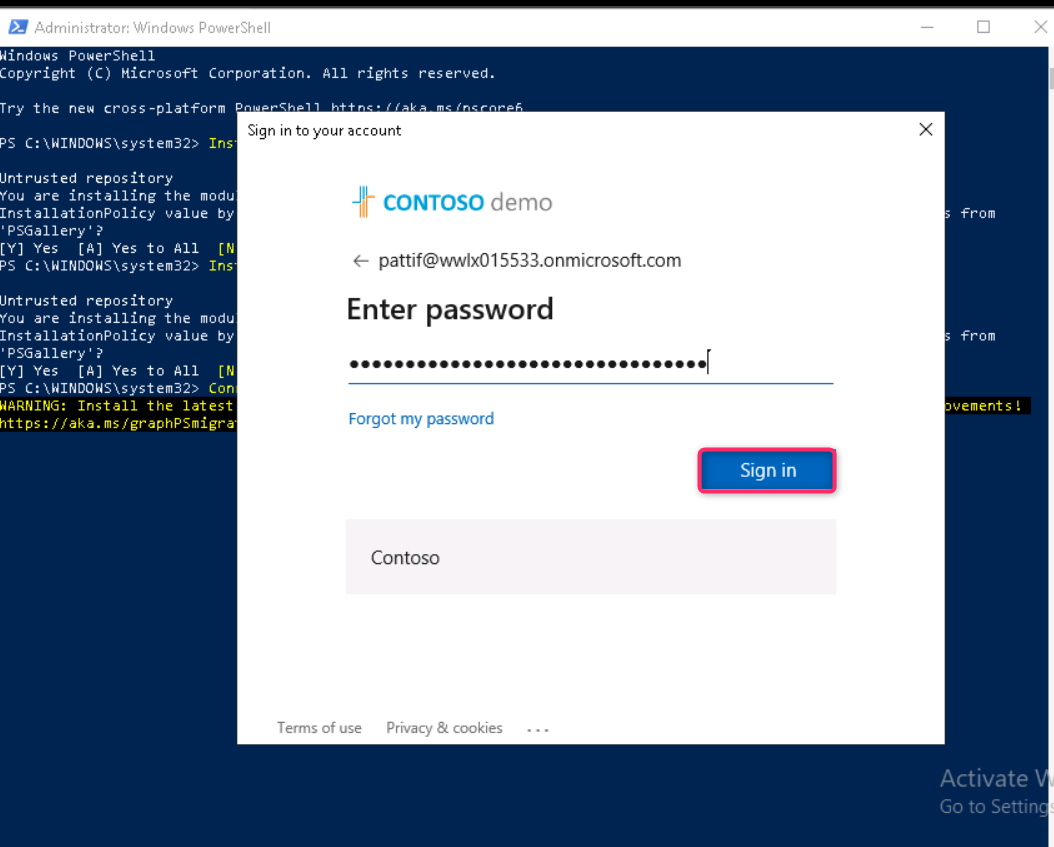 Administrator: Windows PowerShell
Windows PowerShell
Copyright (C) Microsoft Corporation. All rights reserved.
Try the new cross-platform PowerShell https://aka.ms/pscore6
PS C:\WINDOWS\system32> Inst
Untrusted repository
You are installing the modu
InstallationPolicy value by s from
'PSGallery'?
[Y] Yes [A] Yes to All [N
PS C:\WINDOWS\system32> Inst
Untrusted repository
You are installing the modu
InstallationPolicy value by s from
'PSGallery'?
[Y] Yes [A] Yes to All [N
PS C:\WINDOWS\system32> Conn
WARNING: Install the latest ovements!
https://aka.ms/graphPSmigrat
Sign in to your account
CONTOSO demo
pattif@wwlx015533.onmicrosoft.com
Enter password
Forgot my password
Sign in
Contoso
Terms of use Privacy & cookies ...
Activate W
Go to Settings